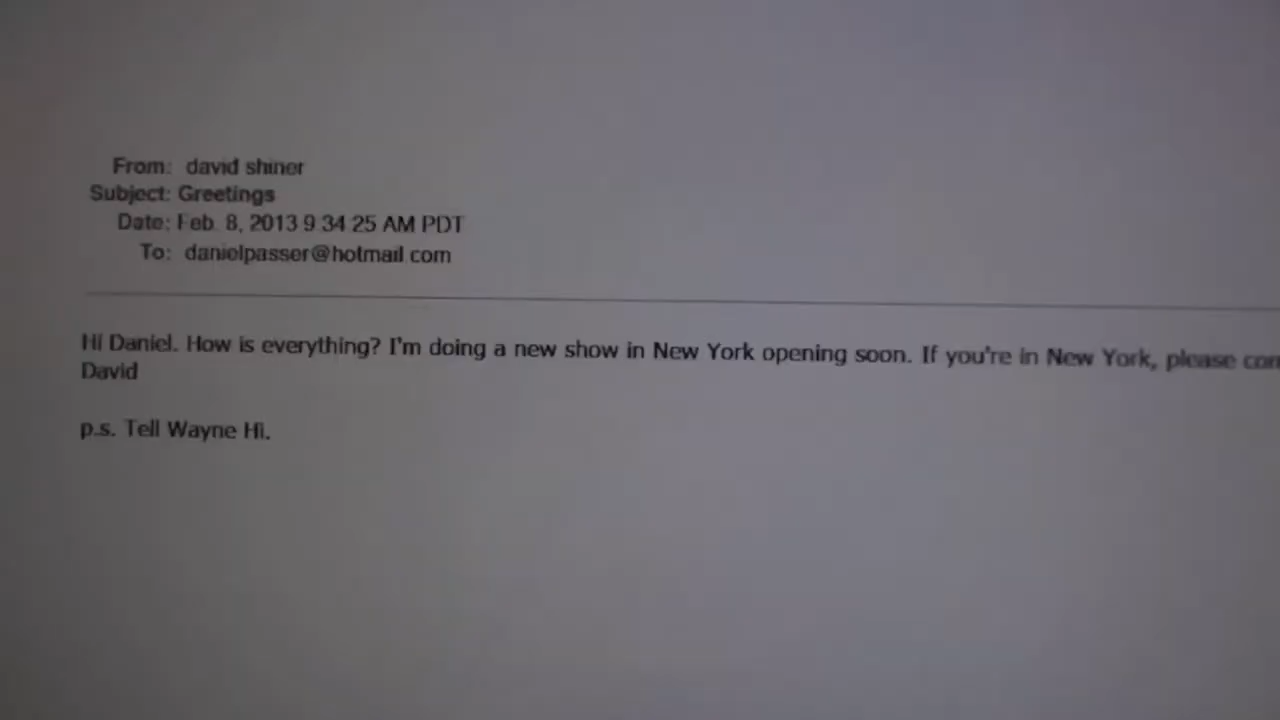 From: david shiner
Subject: Greetings
Date: Feb. 8, 2013 9 34 25 AM PDT
To: danielpasser@hotmail.com
Hi Daniel. How is everything? I'm doing a new show in New York opening soon. If you're in New York, please
David
p.s. Tell Wayne Hi.